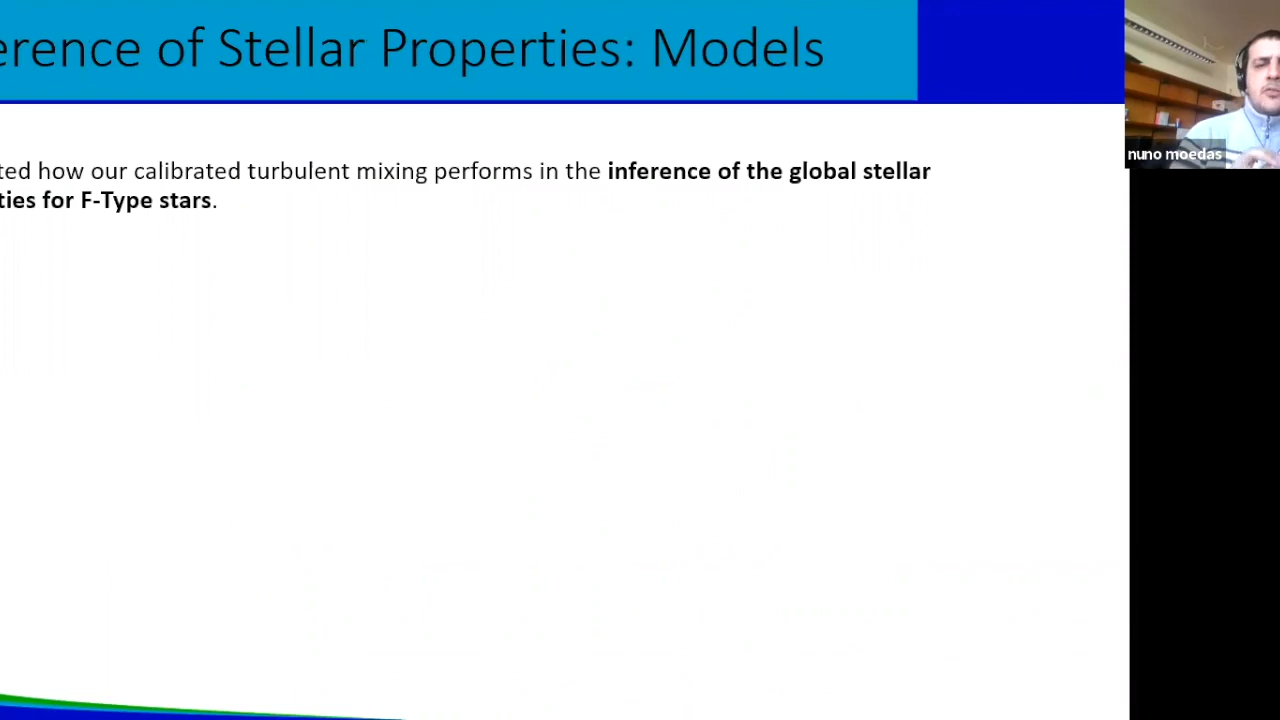 erence of Stellar Properties: Models
nuno moedas
ted how our calibrated turbulent mixing performs in the inference of the global stellar
ties for F-Type stars.